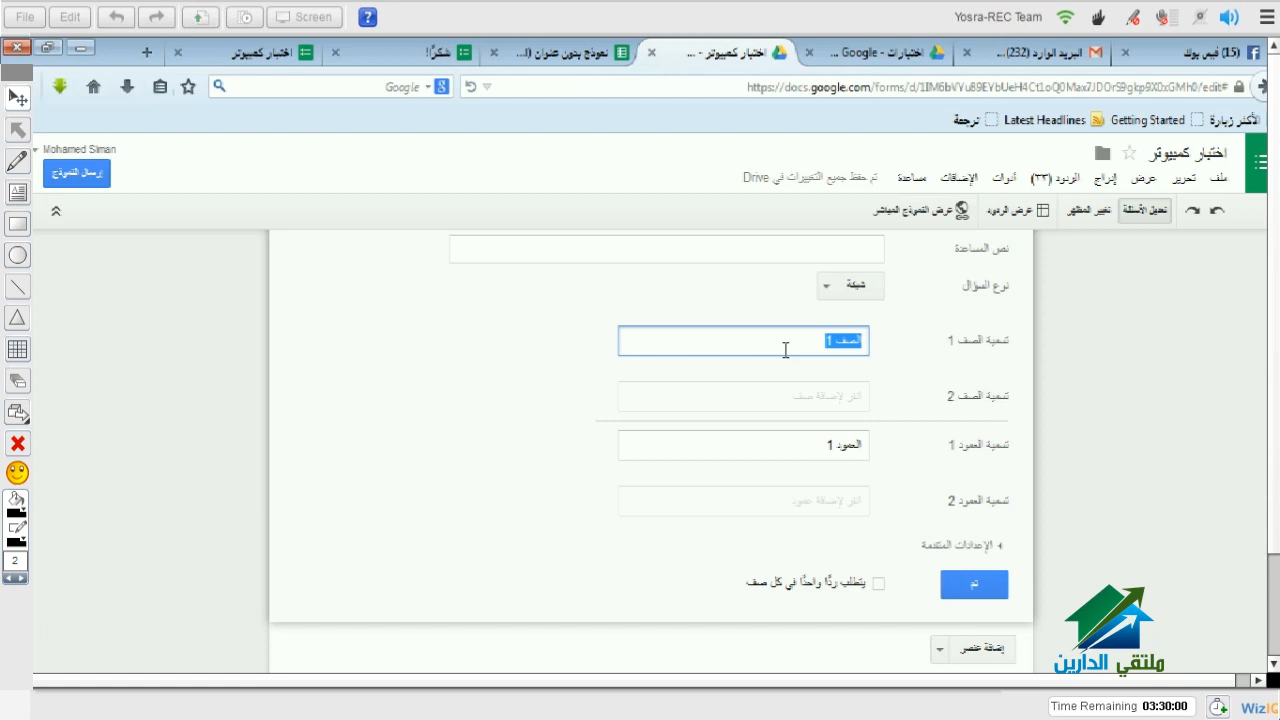 File Edit Screen Yosra-REC Team
اختبار كمبيوتر شكرًا! نموذج بدون عنوان (ا... اختبار كمبيوتر - ... اختبارات - Google ... البريد الوارد (232)... (15) فيس بوك
Google
https://docs.google.com/forms/d/1IM6bVYu89EYbUeH4Ct1oQ0Max7JDOrS9gkp9X0xGMh0/edit#
الأكثر زيارة Getting Started Latest Headlines ترجمة
Mohamed Siman
اختبار كمبيوتر
إرسال النموذج
ملف تحرير عرض إدراج الردود (٣٣) أدوات الإضافات مساعدة تم حفظ جميع التغييرات في Drive
تعديل الأسئلة تغيير المظهر عرض الردود عرض النموذج المباشر
نص المساعدة
نوع السؤال شبكة
تسمية الصف 1 الصف 1
تسمية الصف 2 انقر لإضافة صف
تسمية العمود 1 العمود 1
تسمية العمود 2 انقر لإضافة عمود
الإعدادات المتقدمة
تم يتطلب ردًّا واحدًا في كل صف
إضافة عنصر
ملتقي الدارين
2
Time Remaining 03:30:00 WizIQ